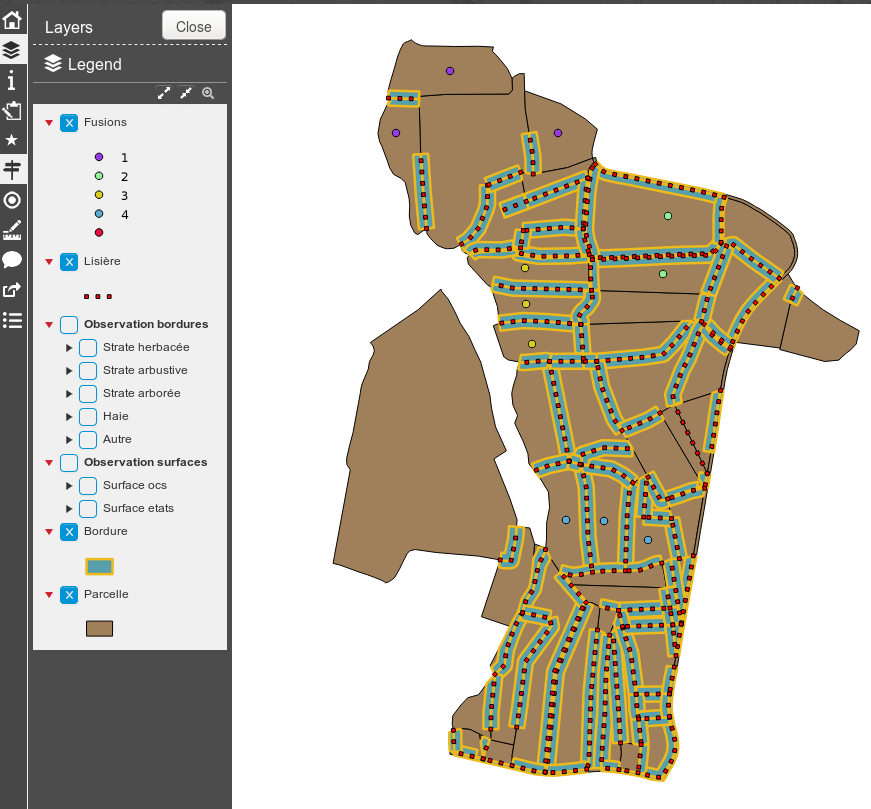 Layers
Close
Legend
Fusions
1
2
3
4
Lisière
Observation bordures
Strate herbacée
Strate arbustive
Strate arborée
Haie
Autre
Observation surfaces
Surface ocs
Surface etats
Bordure
Parcelle